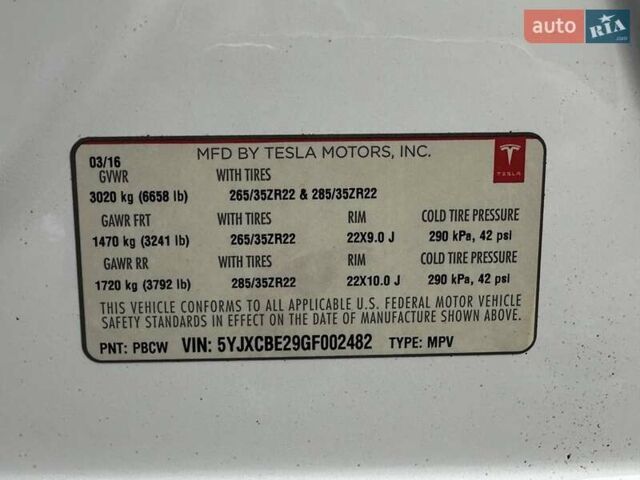 auto RIA.com
MFD BY TESLA MOTORS, INC.
TESLA
03/16
GVWR WITH TIRES
3020 kg (6658 lb) 265/35ZR22 & 285/35ZR22
GAWR FRT WITH TIRES RIM COLD TIRE PRESSURE
1470 kg (3241 lb) 265/35ZR22 22X9.0 J 290 kPa, 42 psi
GAWR RR WITH TIRES RIM COLD TIRE PRESSURE
1720 kg (3792 lb) 285/35ZR22 22X10.0 J 290 kPa, 42 psi
THIS VEHICLE CONFORMS TO ALL APPLICABLE U.S. FEDERAL MOTOR VEHICLE
SAFETY STANDARDS IN EFFECT ON THE DATE OF MANUFACTURE SHOWN ABOVE.
PNT: PBCW VIN: 5YJXCBE29GF002482 TYPE: MPV